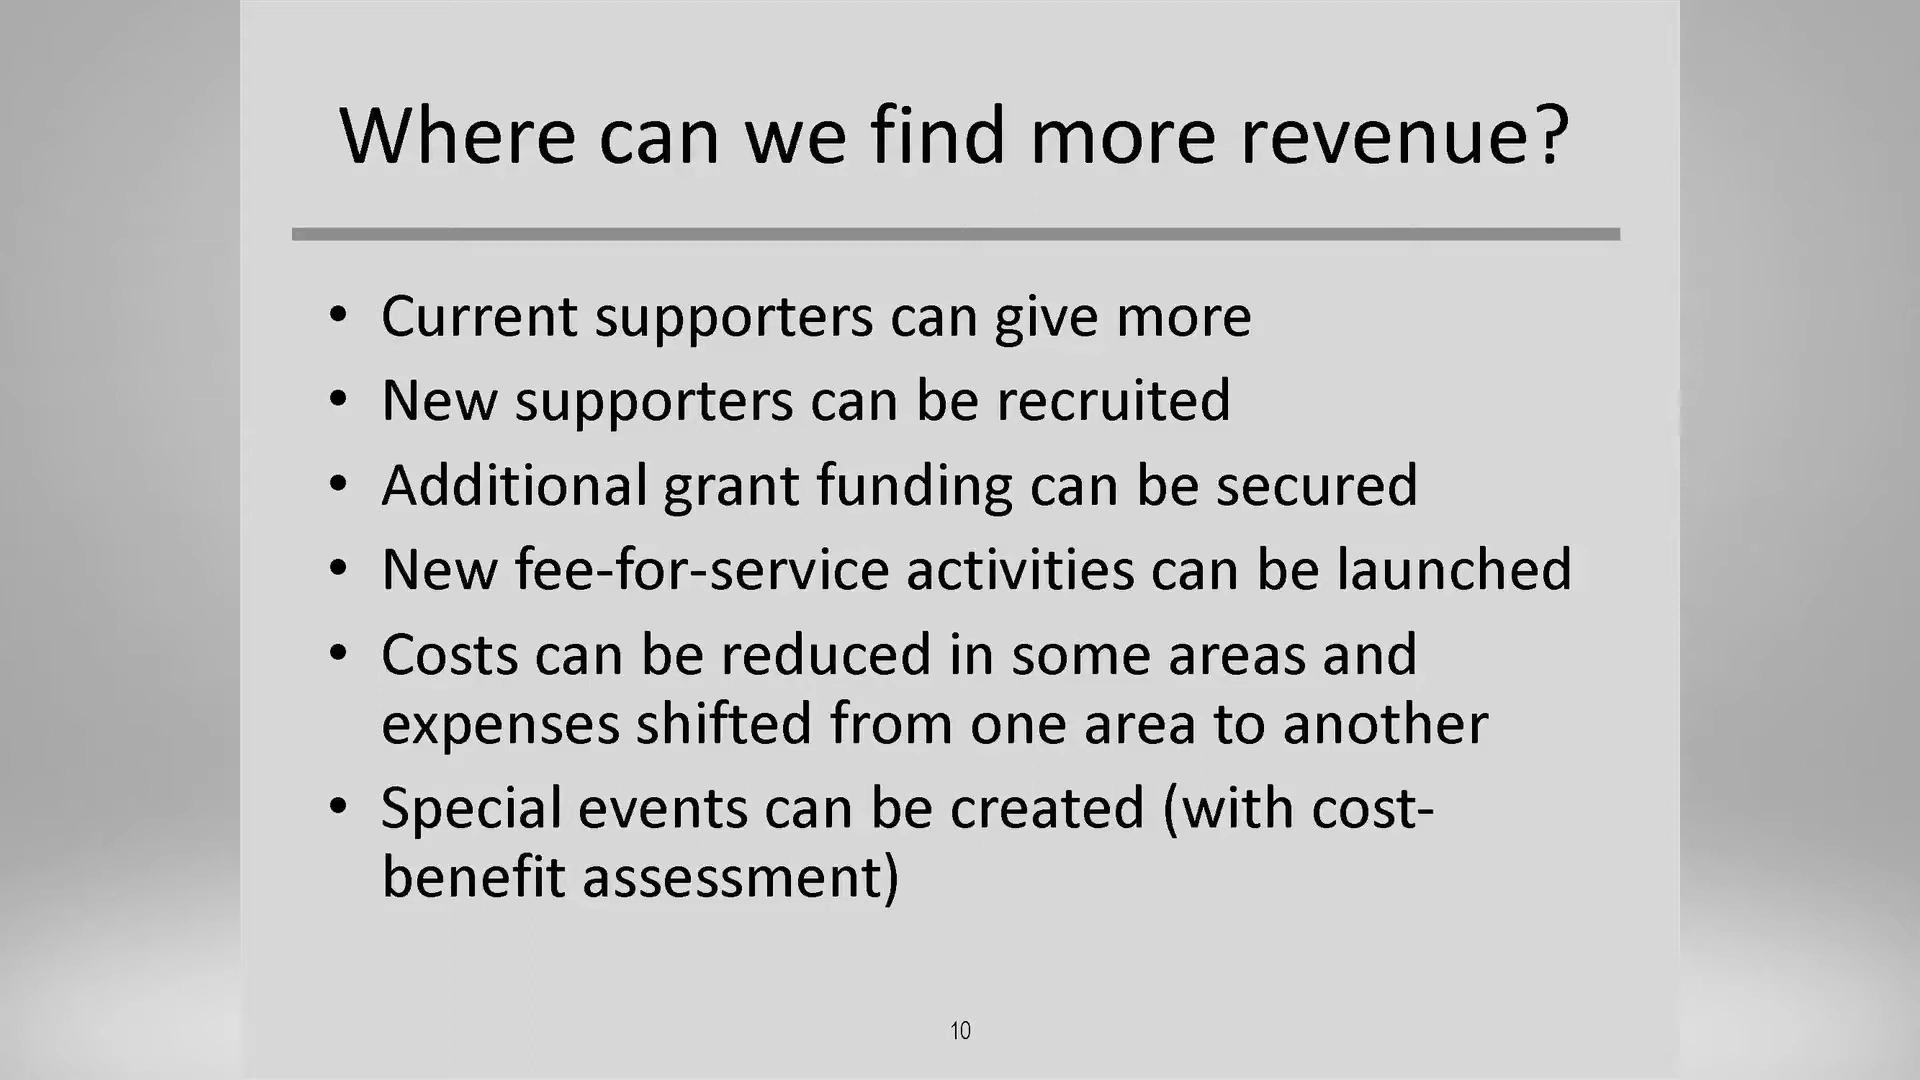 Where can we find more revenue?
• Current supporters can give more
• New supporters can be recruited
• Additional grant funding can be secured
• New fee-for-service activities can be launched
• Costs can be reduced in some areas and
expenses shifted from one area to another
• Special events can be created (with cost-
benefit assessment)
10